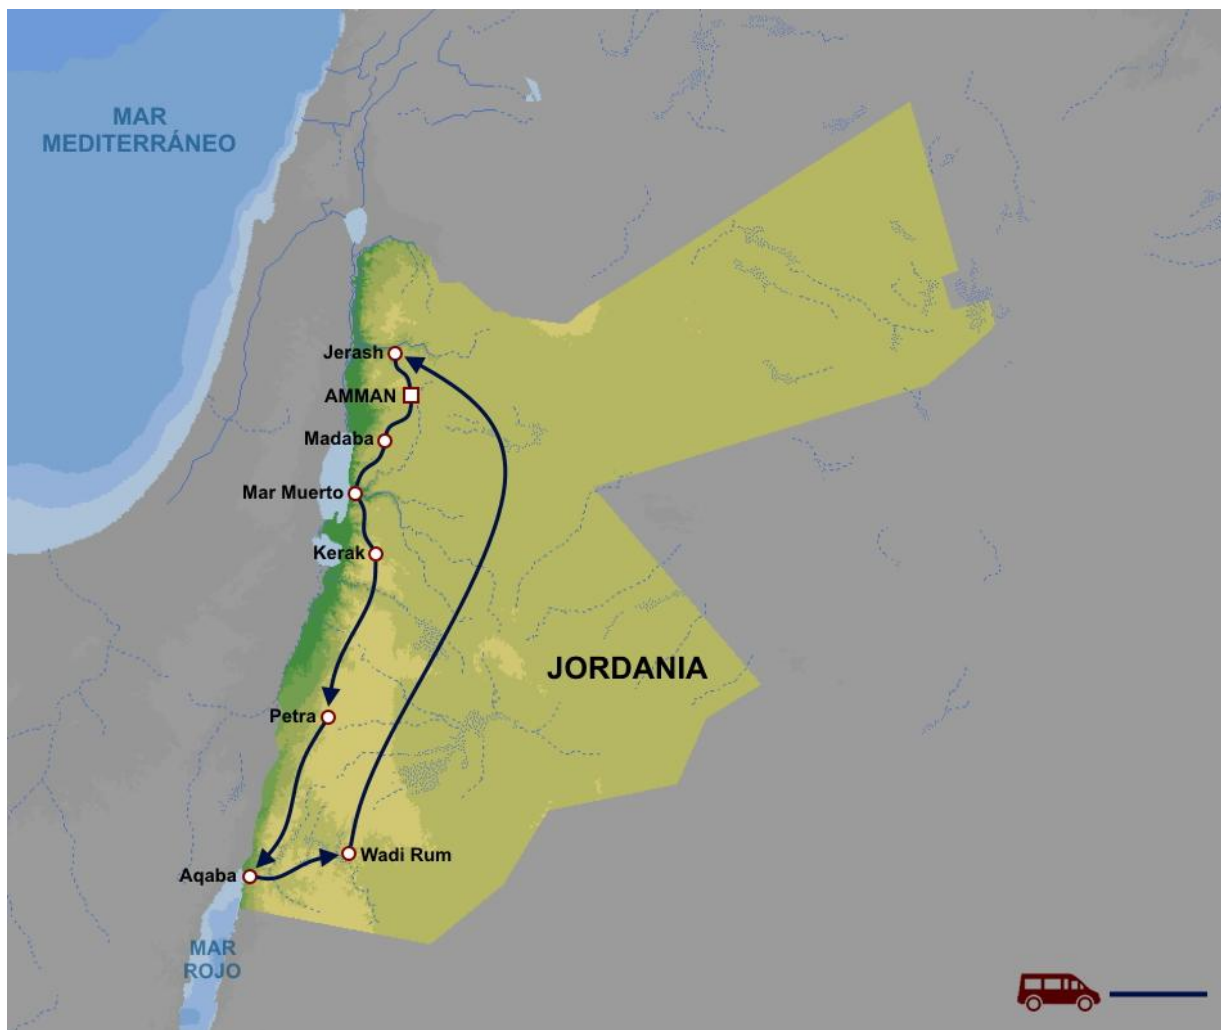 MAR
MEDITERRÁNEO
Jerash
AMMAN
Madaba
Mar Muerto
Kerak
JORDANIA
Petra
Wadi Rum
Aqaba
MAR
ROJO